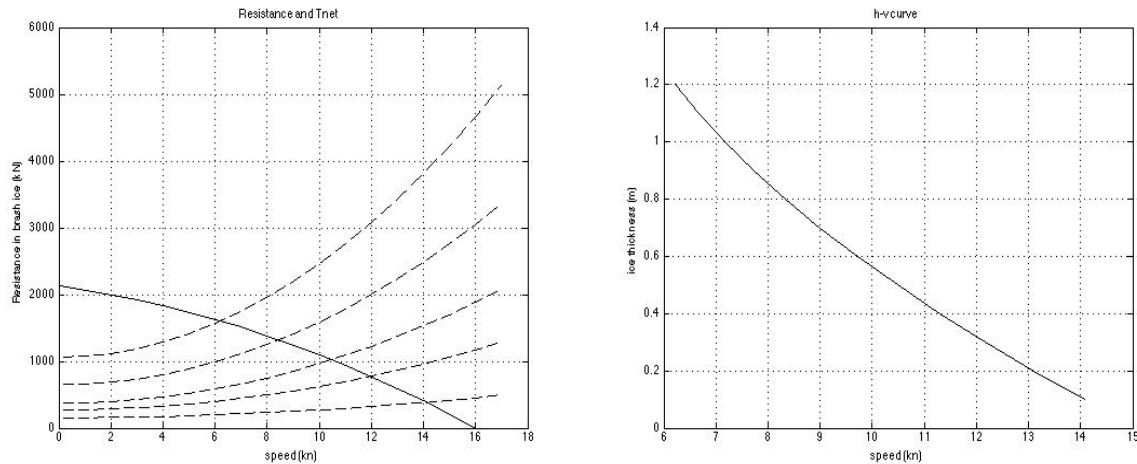 Resistance and Tnet
6000
5000
4000
3000
2000
1000
0
Resistance in brash ice (kN)
0 2 4 6 8 10 12 14 16 18
speed (kn)
h-v curve
1.4
1.2
1
0.8
0.6
0.4
0.2
0
ice thickness (m)
6 7 8 9 10 11 12 13 14 15
speed (kn)